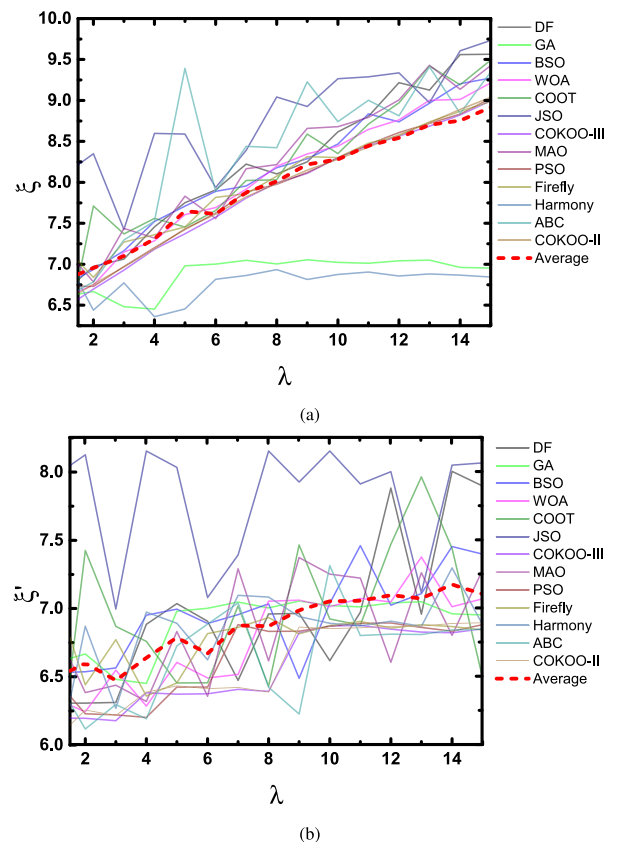 10.0
9.5
9.0
8.5
8.0
7.5
7.0
6.5
ξ
2 4 6 8 10 12 14
λ
DF
GA
BSO
WOA
COOT
JSO
COKOO-III
MAO
PSO
Firefly
Harmony
ABC
COKOO-II
Average
(a)
8.0
7.5
7.0
6.5
6.0
ξ'
2 4 6 8 10 12 14
λ
DF
GA
BSO
WOA
COOT
JSO
COKOO-III
MAO
PSO
Firefly
Harmony
ABC
COKOO-II
Average
(b)